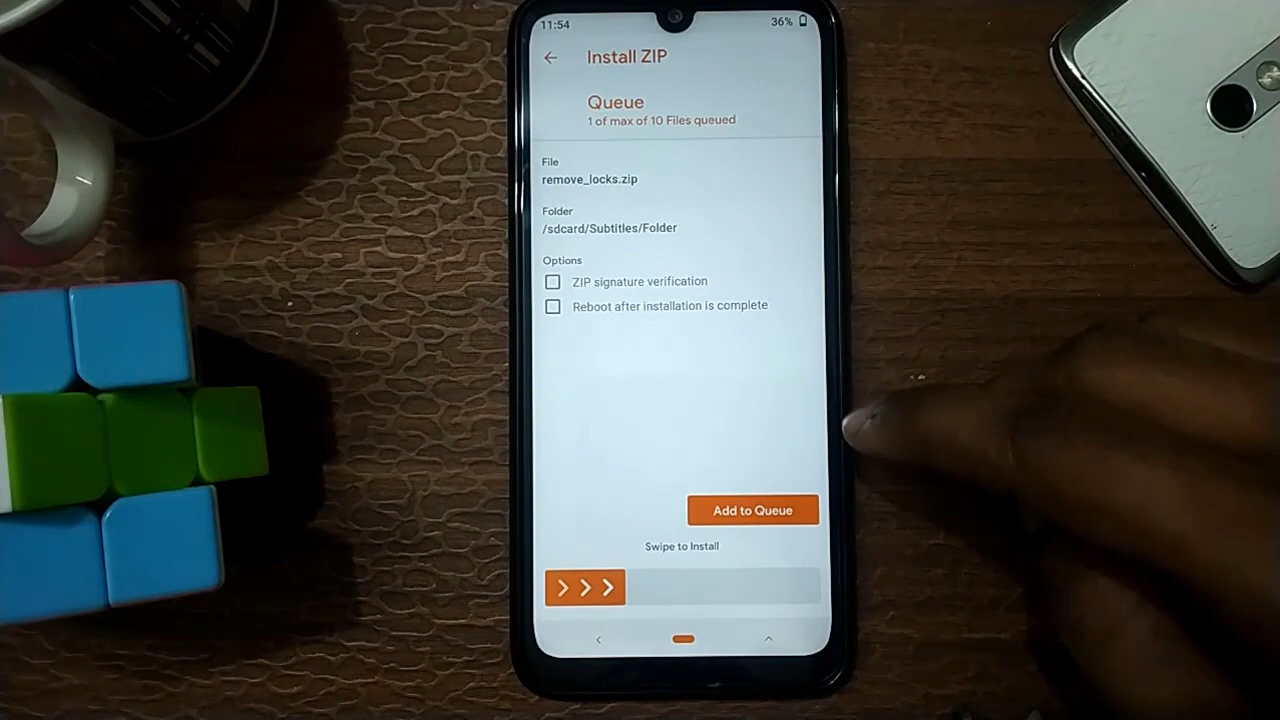 11:54
36%
Install ZIP
Queue
1 of max of 10 Files queued
File
remove_locks.zip
Folder
/sdcard/Subtitles/Folder
Options
ZIP signature verification
Reboot after installation is complete
Add to Queue
Swipe to Install